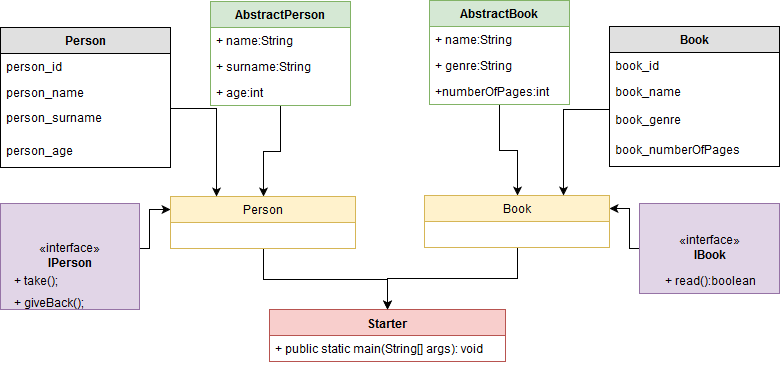 Person
person_id
person_name
person_surname
person_age
AbstractPerson
+ name:String
+ surname:String
+ age:int
AbstractBook
+ name:String
+ genre:String
+numberOfPages:int
Book
book_id
book_name
book_genre
book_numberOfPages
«interface»
IPerson
+ take();
+ giveBack();
Person
Book
«interface»
IBook
+ read():boolean
Starter
+ public static main(String[] args): void